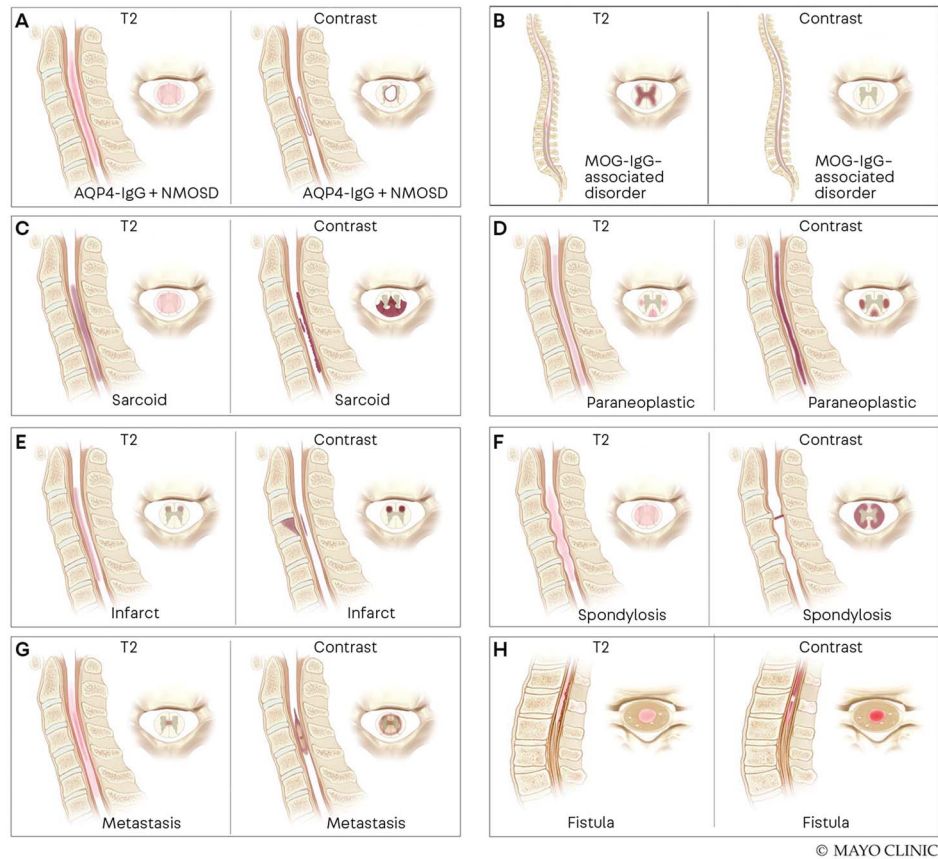 A
T2
Contrast
AQP4-IgG + NMOSD
AQP4-IgG + NMOSD
B
T2
Contrast
MOG-IgG–
associated
disorder
MOG-IgG–
associated
disorder
C
T2
Contrast
Sarcoid
Sarcoid
D
T2
Contrast
Paraneoplastic
Paraneoplastic
E
T2
Contrast
Infarct
Infarct
F
T2
Contrast
Spondylosis
Spondylosis
G
T2
Contrast
Metastasis
Metastasis
H
T2
Contrast
Fistula
Fistula
© MAYO CLINIC